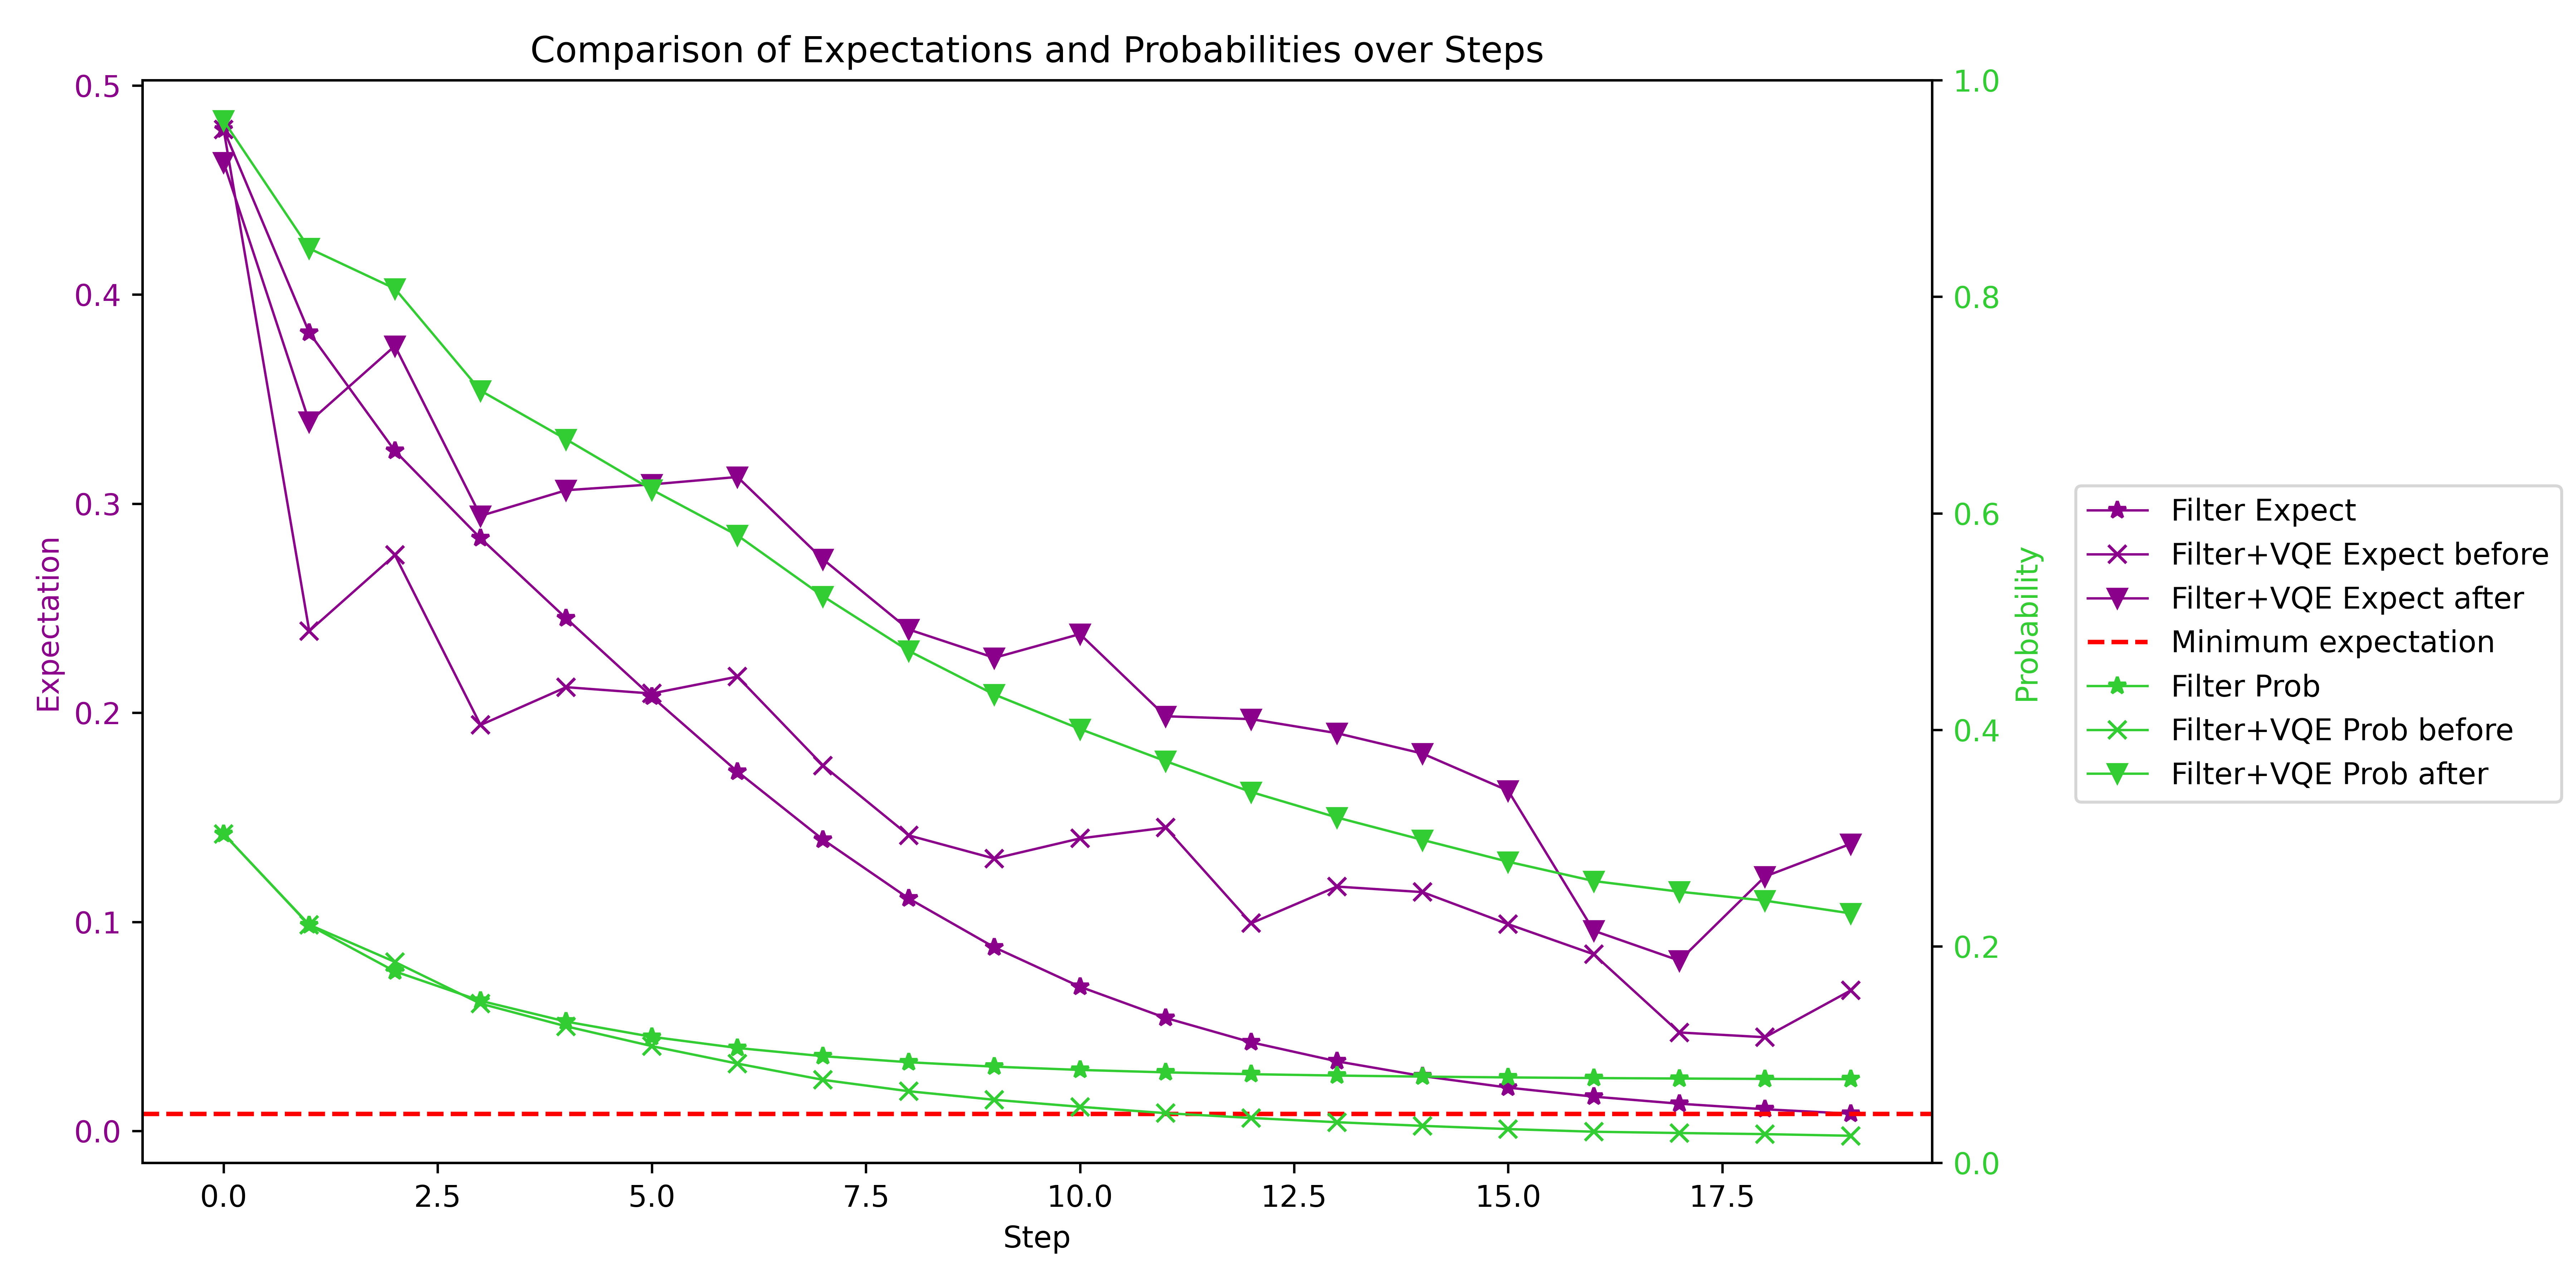 Comparison of Expectations and Probabilities over Steps
0.5
0.4
0.3
0.2
0.1
0.0
Expectation
1.0
0.8
0.6
0.4
0.2
0.0
Probability
0.0 2.5 5.0 7.5 10.0 12.5 15.0 17.5
Step
Filter Expect
Filter+VQE Expect before
Filter+VQE Expect after
Minimum expectation
Filter Prob
Filter+VQE Prob before
Filter+VQE Prob after